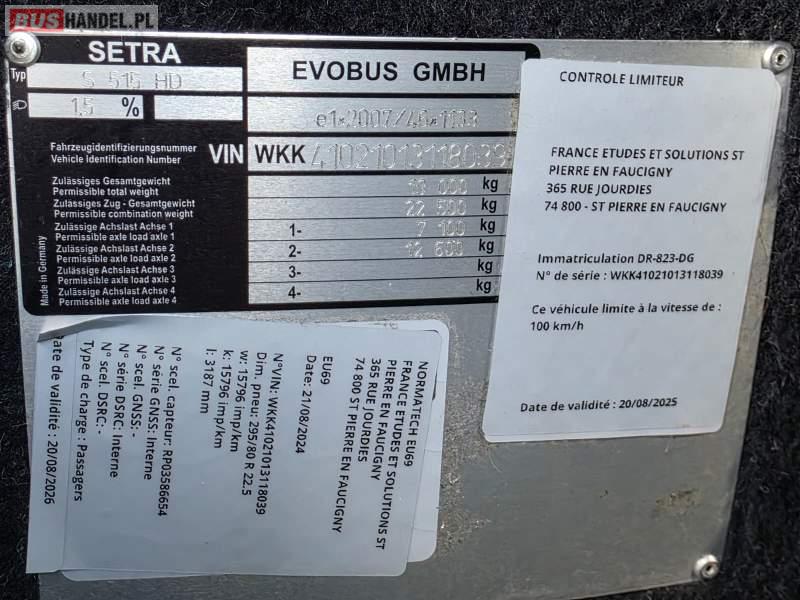 BUSHANDEL.PL
SETRA
Typ S 515 HD
1,5 %
EVOBUS GMBH
e1*2007/46*1133
Fahrzeugidentifizierungsnummer
Vehicle Identification Number
VIN WKK 41021013118039
Zulässiges Gesamtgewicht
Permissible total weight
kg
Zulässiges Zug - Gesamtgewicht
Permissible combination weight
22 500 kg
Zulässige Achslast Achse 1
Permissible axle load axle 1
1- 7 100 kg
Zulässige Achslast Achse 2
Permissible axle load axle 2
2- 12 600 kg
Zulässige Achslast Achse 3
Permissible axle load axle 3
3- kg
Zulässige Achslast Achse 4
Permissible axle load axle 4
4- kg
Made in Germany
CONTROLE LIMITEUR
FRANCE ETUDES ET SOLUTIONS ST
PIERRE EN FAUCIGNY
365 RUE JOURDIES
74 800 - ST PIERRE EN FAUCIGNY
Immatriculation DR-823-DG
N° de série : WKK41021013118039
Ce véhicule limite à la vitesse de :
100 km/h
Date de validité : 20/08/2025
NORMATECH EU69
FRANCE ETUDES ET SOLUTIONS ST
PIERRE EN FAUCIGNY
365 RUE JOURDIES
74 800 ST PIERRE EN FAUCIGNY
EU69
Date: 21/08/2024
N°VIN: WKK41021013118039
Dim. pneu: 295/80 R 22.5
w: 15796 imp/km
k: 15796 imp/km
l: 3187 mm
N° scel. capteur: RP03586654
N° série GNSS: Interne
N° scel. GNSS: -
N° série DSRC: Interne
N° scel. DSRC: -
Type de charge : Passagers
ate de validité : 20/08/2026